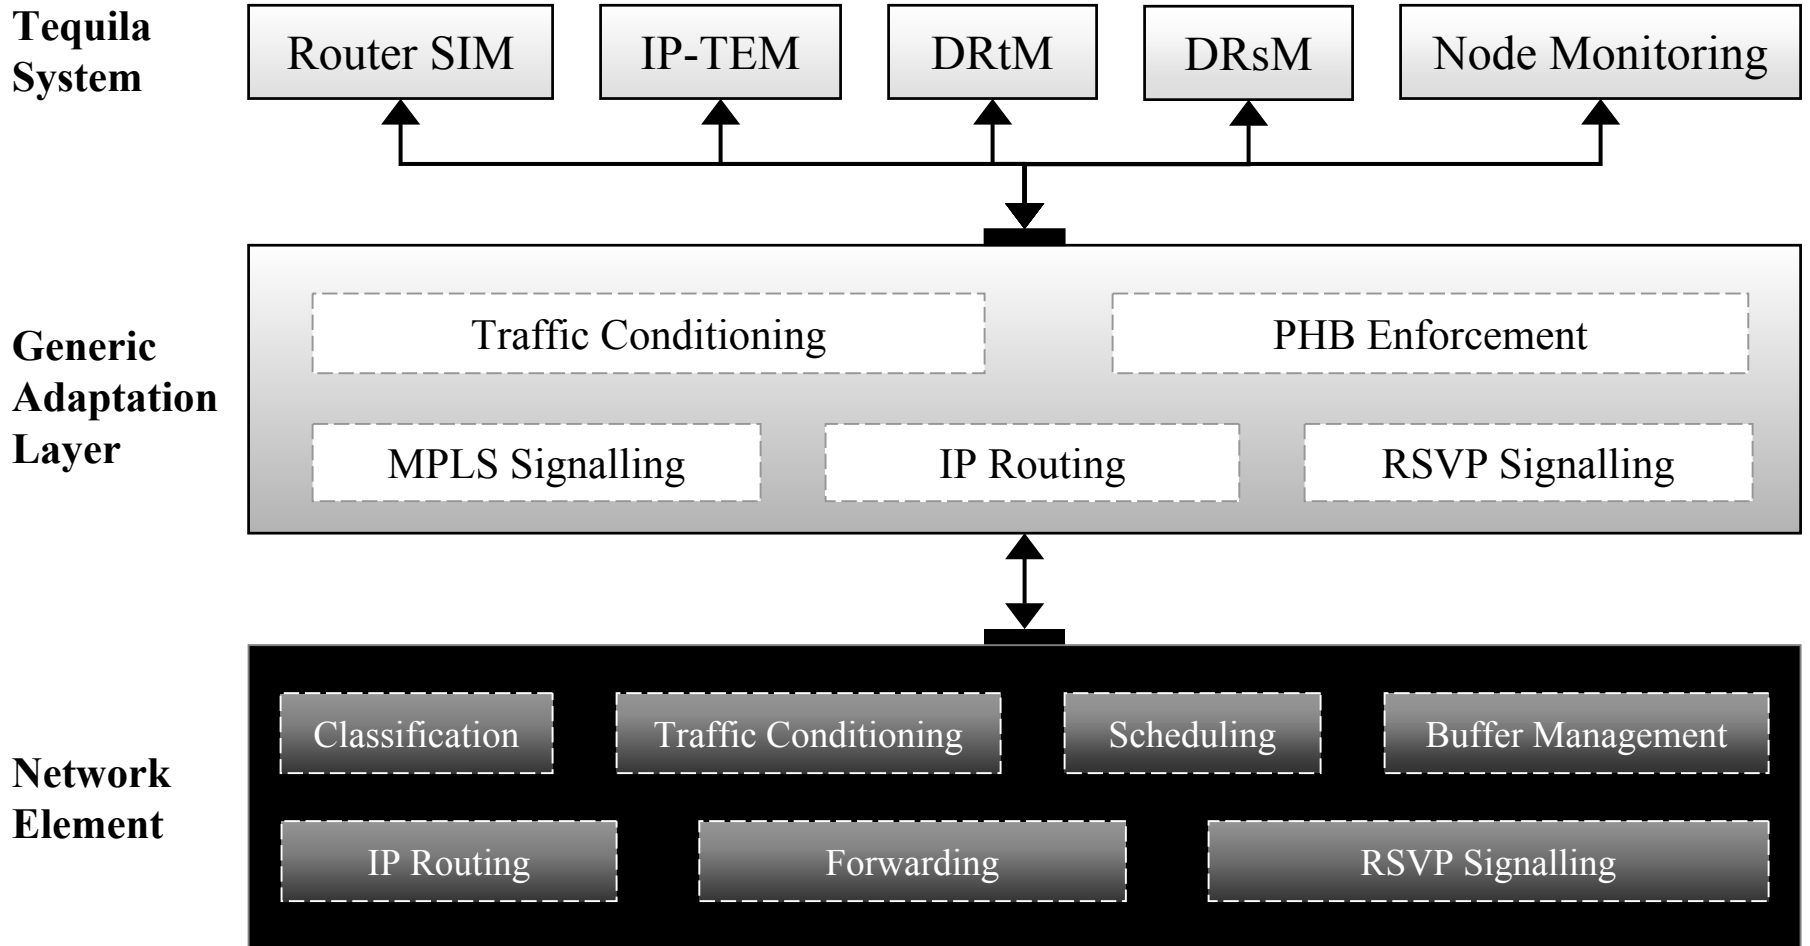 Tequila
System
Router SIM
IP-TEM
DRtM
DRsM
Node Monitoring
Generic
Adaptation
Layer
Traffic Conditioning
PHB Enforcement
MPLS Signalling
IP Routing
RSVP Signalling
Network
Element
Classification
Traffic Conditioning
Scheduling
Buffer Management
IP Routing
Forwarding
RSVP Signalling